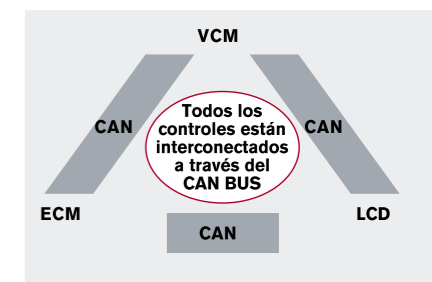 VCM
CAN
Todos los
controles están
interconectados
a través del
CAN BUS
CAN
ECM
LCD
CAN